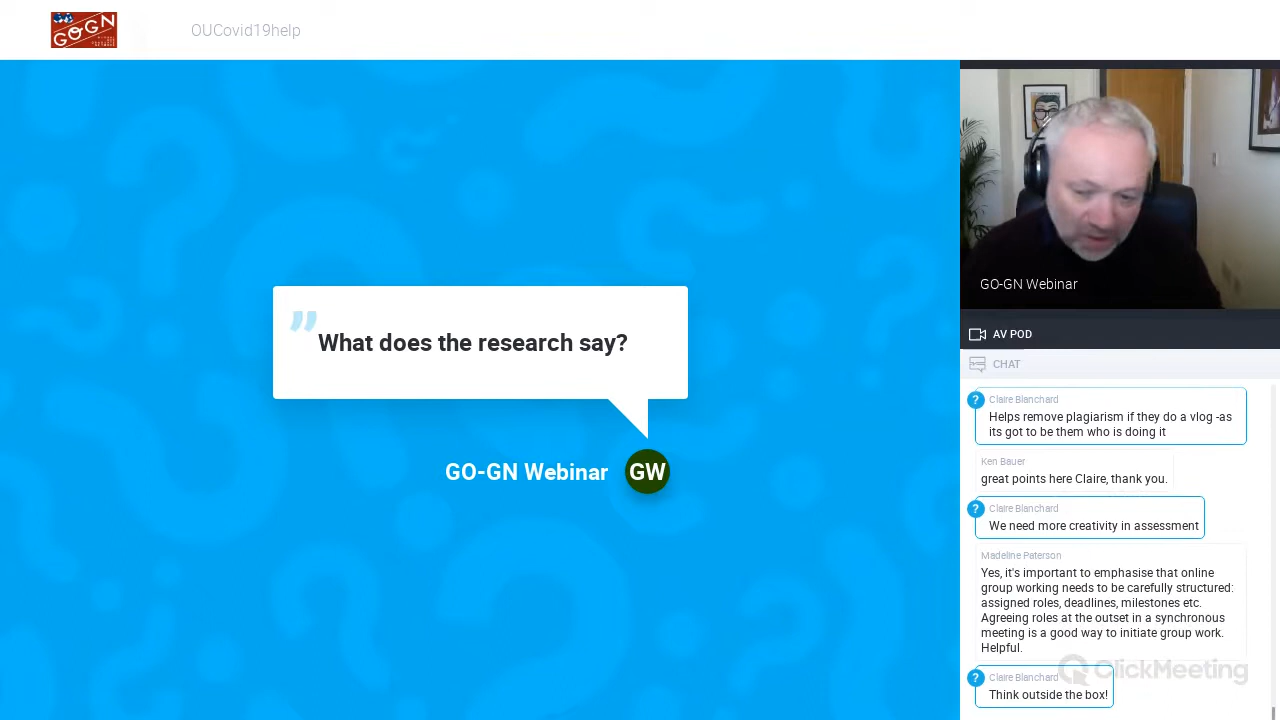 GO-GN
OUCovid19help
What does the research say?
GO-GN Webinar
GW
GO-GN Webinar
AV POD
CHAT
?
Claire Blanchard
Helps remove plagiarism if they do a vlog -as
its got to be them who is doing it
Ken Bauer
great points here Claire, thank you.
?
Claire Blanchard
We need more creativity in assessment
Madeline Paterson
Yes, it's important to emphasise that online
group working needs to be carefully structured:
assigned roles, deadlines, milestones etc.
Agreeing roles at the outset in a synchronous
meeting is a good way to initiate group work.
Helpful.
ClickMeeting
?
Claire Blanchard
Think outside the box!